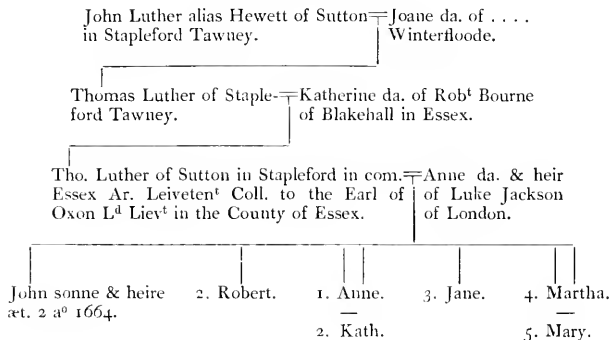 John Luther alias Hewett of Sutton=Joane da. of . . . .
in Stapleford Tawney. Winterfloode.
Thomas Luther of Staple-=Katherine da. of Robᵗ Bourne
ford Tawney. of Blakehall in Essex.
Tho. Luther of Sutton in Stapleford in com.=Anne da. & heir
Essex Ar. Leivetenᵗ Coll. to the Earl of of Luke Jackson
Oxon Lᵈ Lievᵗ in the County of Essex. of London.
John sonne & heire 2. Robert. 1. Anne. 3. Jane. 4. Martha.
æt. 2 aᵒ 1664. — —
2. Kath. 5. Mary.